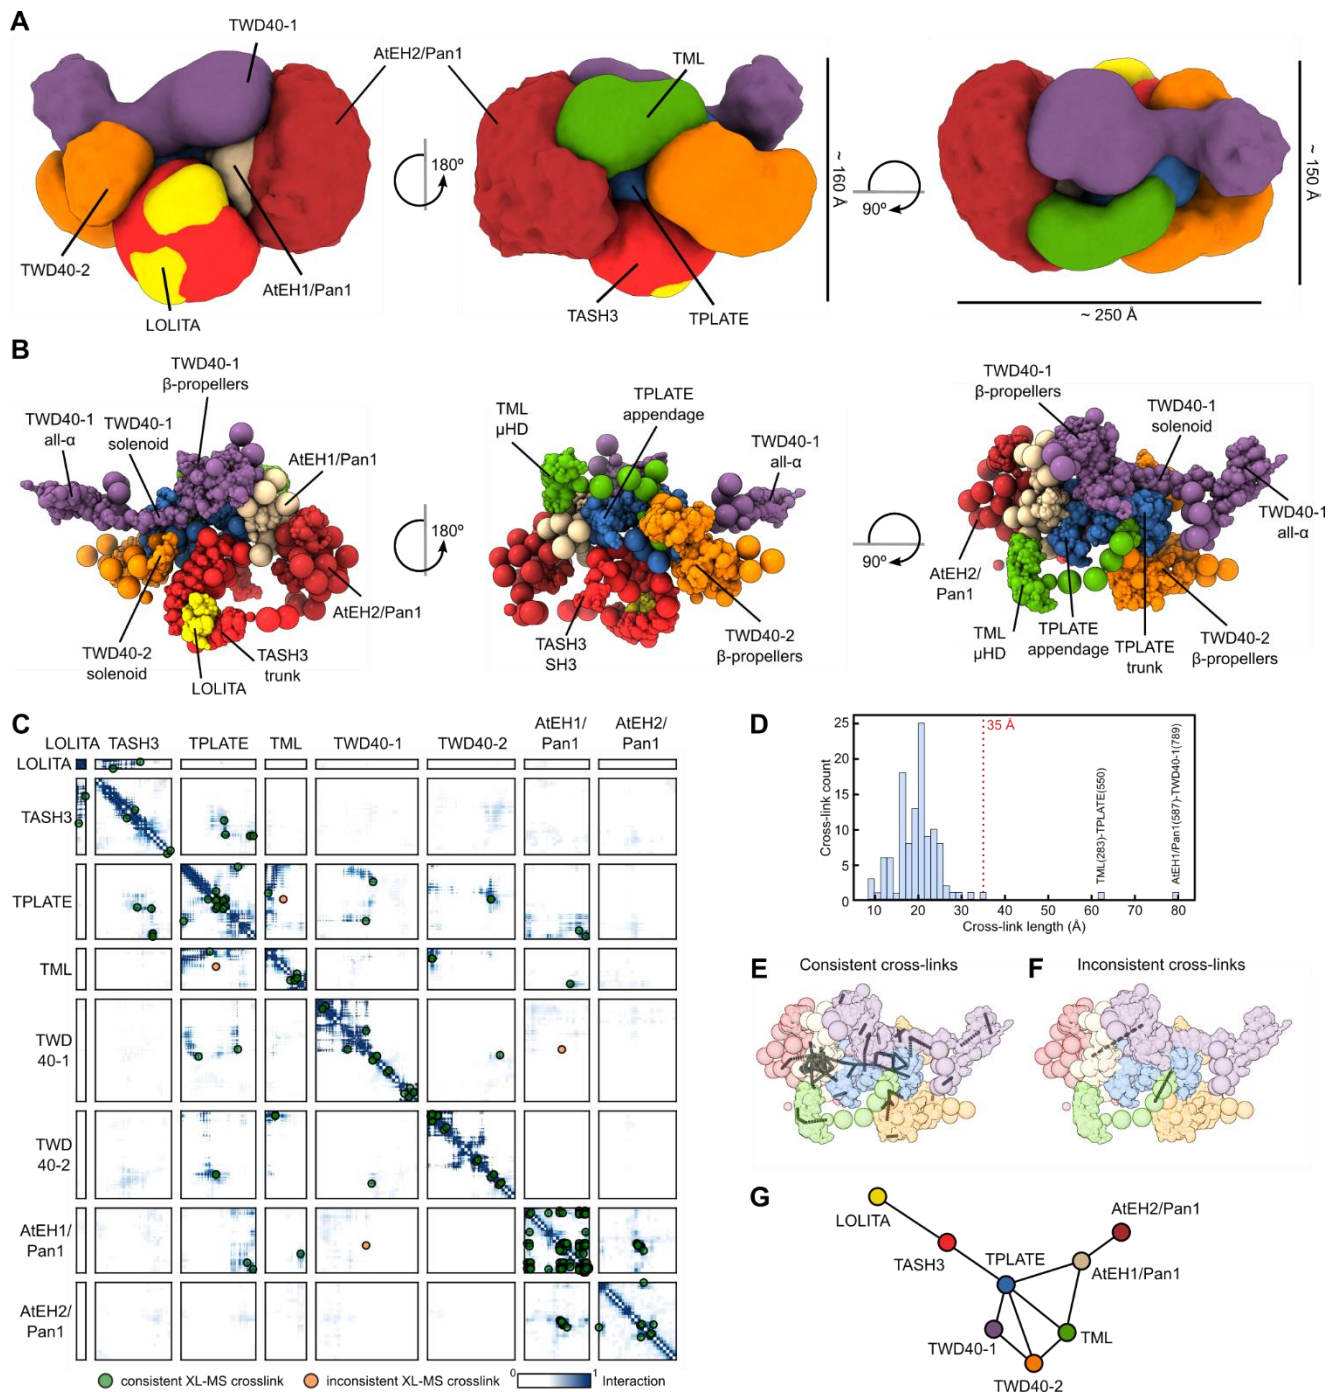 A
TWD40-1
AtEH2/Pan1
TML
180º
~ 160 Å
90º
~ 150 Å
TWD40-2
AtEH1/Pan1
LOLITA
TASH3
TPLATE
~ 250 Å
B
TWD40-1
β-propellers
TWD40-1
all-α
TWD40-1
solenoid
AtEH1/Pan1
180º
AtEH2/Pan1
TWD40-2
solenoid
TASH3
trunk
LOLITA
TML
μHD
TPLATE
appendage
TWD40-1
all-α
TASH3
SH3
TWD40-2
β-propellers
90º
TWD40-1
β-propellers
TWD40-1
solenoid
TWD40-1
all-α
AtEH2/
Pan1
TML
μHD
TPLATE
appendage
TPLATE
trunk
TWD40-2
β-propellers
C
LOLITA TASH3 TPLATE TML TWD40-1 TWD40-2 AtEH1/
Pan1 AtEH2/
Pan1
LOLITA
TASH3
TPLATE
TML
TWD
40-1
TWD
40-2
AtEH1/
Pan1
AtEH2/
Pan1
consistent XL-MS crosslink
inconsistent XL-MS crosslink
0 1
Interaction
D
Cross-link count
25
20
15
10
5
0
35 Å
TML(283)-TPLATE(550)
AtEH1/Pan1(587)-TWD40-1(789)
10 20 30 40 50 60 70 80
Cross-link length (Å)
E Consistent cross-links
F Inconsistent cross-links
G
LOLITA
TASH3
TPLATE
AtEH2/Pan1
AtEH1/Pan1
TWD40-1
TML
TWD40-2